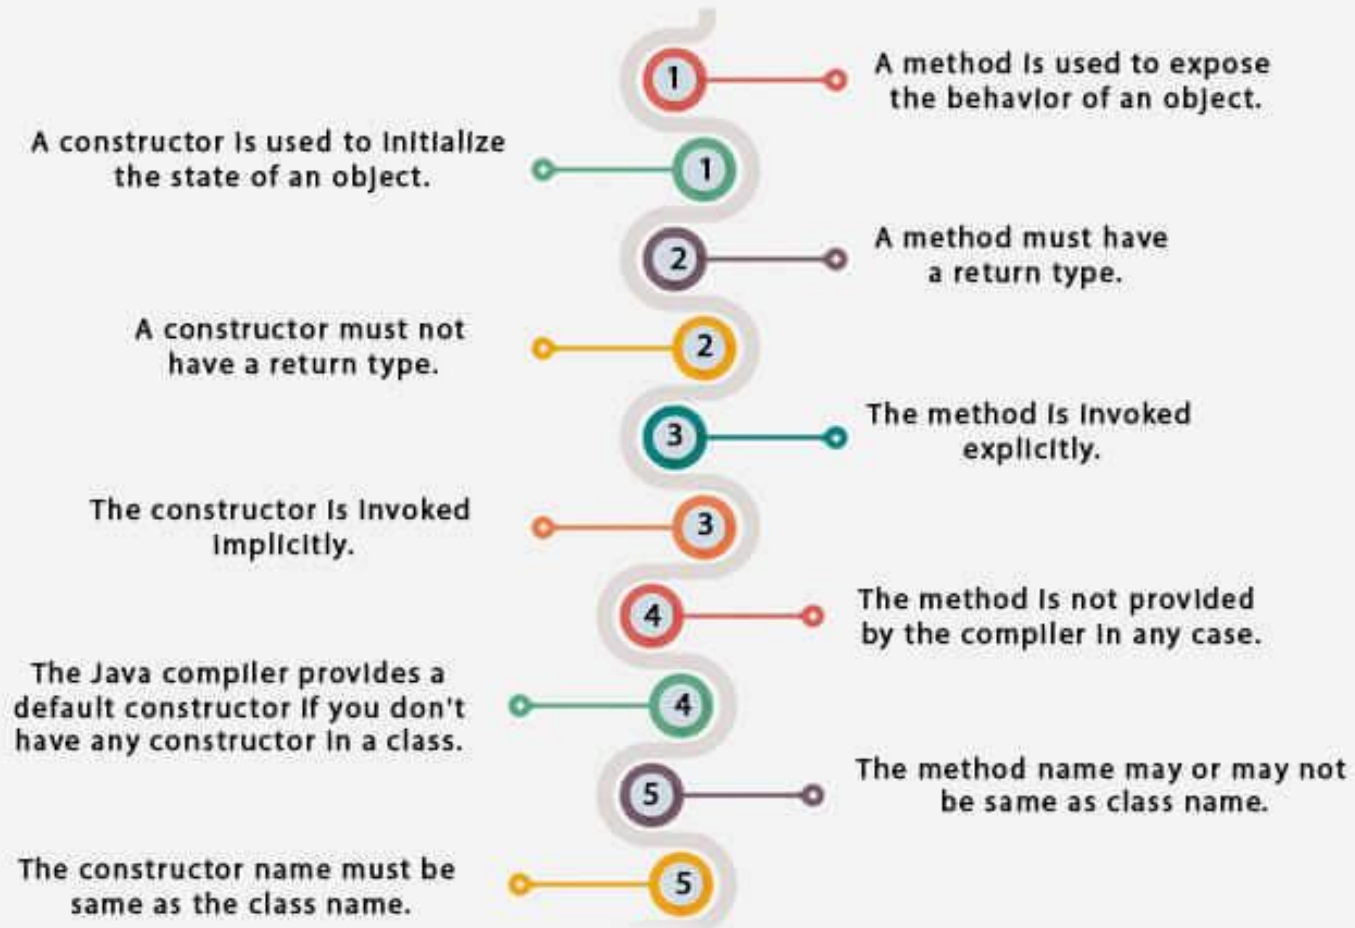 1
A method is used to expose
the behavior of an object.
A constructor is used to initialize
the state of an object.
1
2
A method must have
a return type.
A constructor must not
have a return type.
2
3
The method is invoked
explicitly.
The constructor is invoked
implicitly.
3
4
The method is not provided
by the compiler in any case.
The Java compiler provides a
default constructor if you don't
have any constructor in a class.
4
5
The method name may or may not
be same as class name.
The constructor name must be
same as the class name.
5